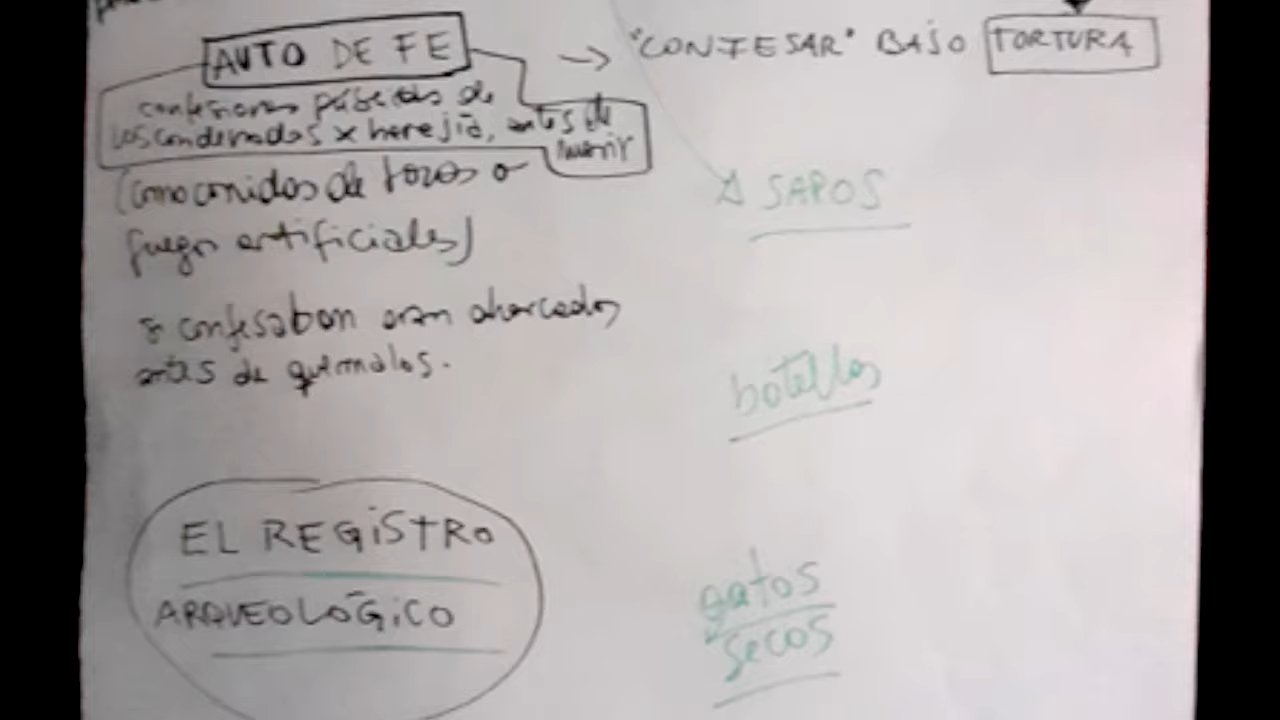 AUTO DE FE → "CONFESAR" BAJO TORTURA
confesiones públicas de
los condenados x herejía, antes de
morir
(como corridas de toros o
fuegos artificiales)
Si confesaban eran ahorcados
antes de quemarlos.
SAPOS
botellas
EL REGISTRO
ARQUEOLÓGICO
gatos
secos